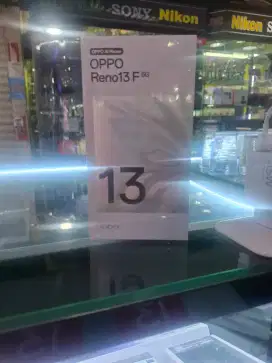 SONY
Nikon
Nikon
OPPO AI Phone
OPPO
Reno13 F 5G
13